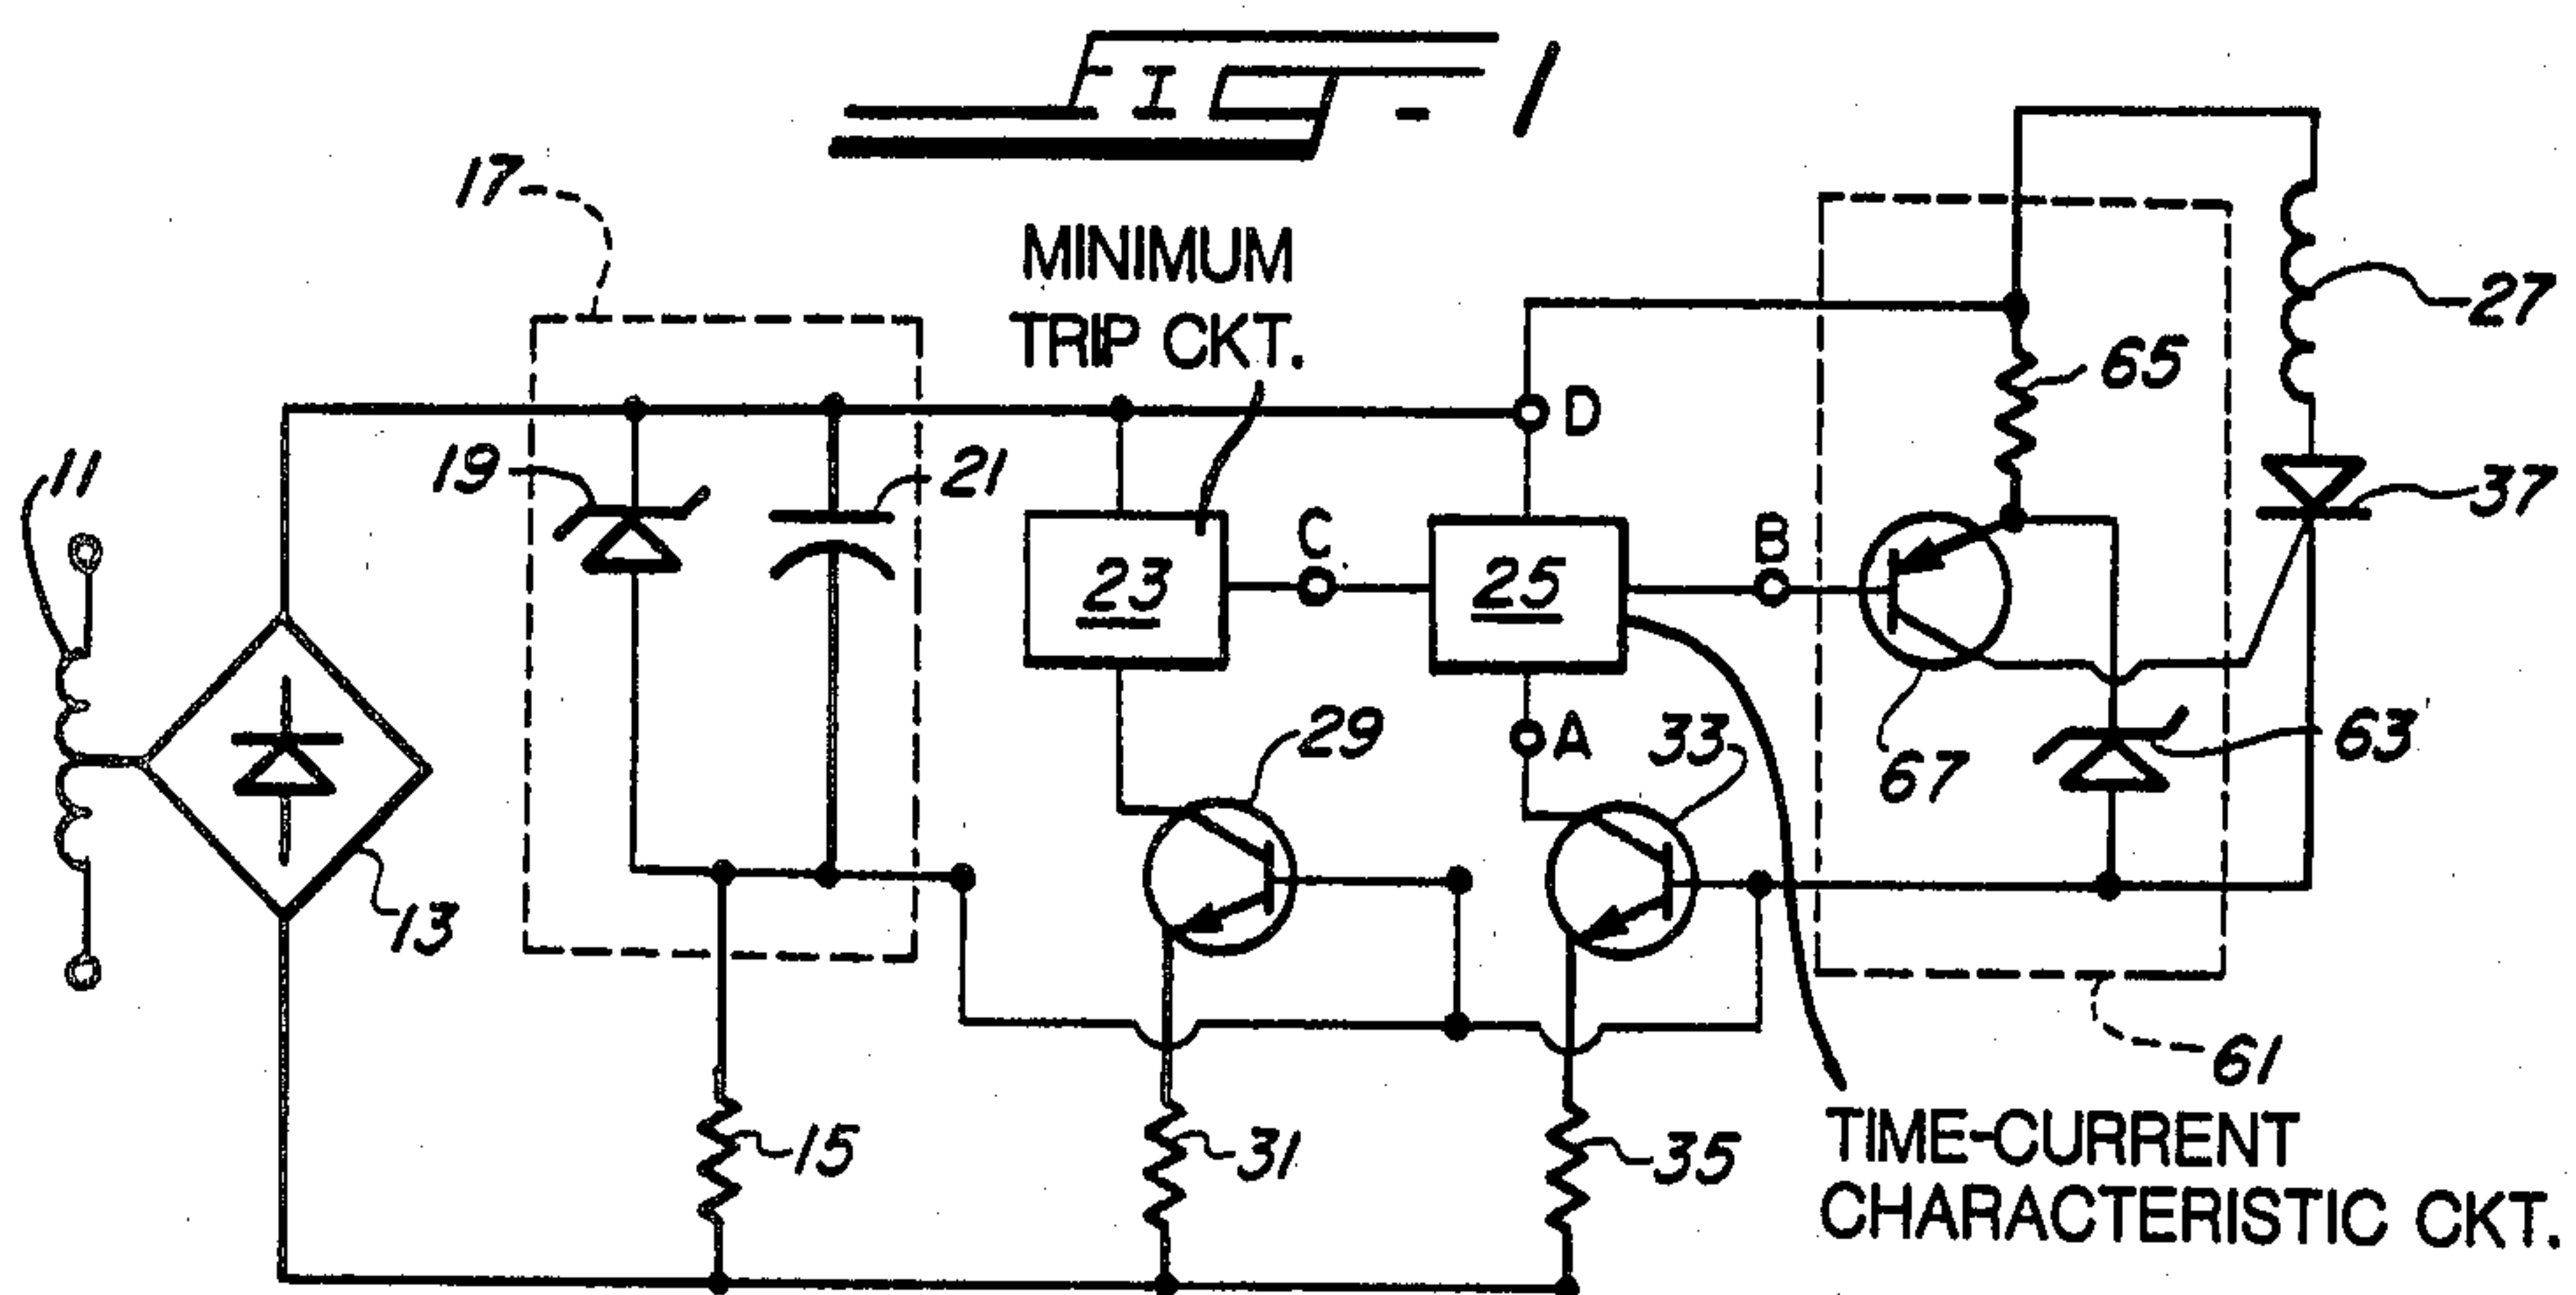 FIG-1
17
MINIMUM
TRIP CKT.
27
65
D
11
19
21
37
C
B
23
25
29
A
33
67
63
13
61
15
31
35
TIME-CURRENT
CHARACTERISTIC CKT.